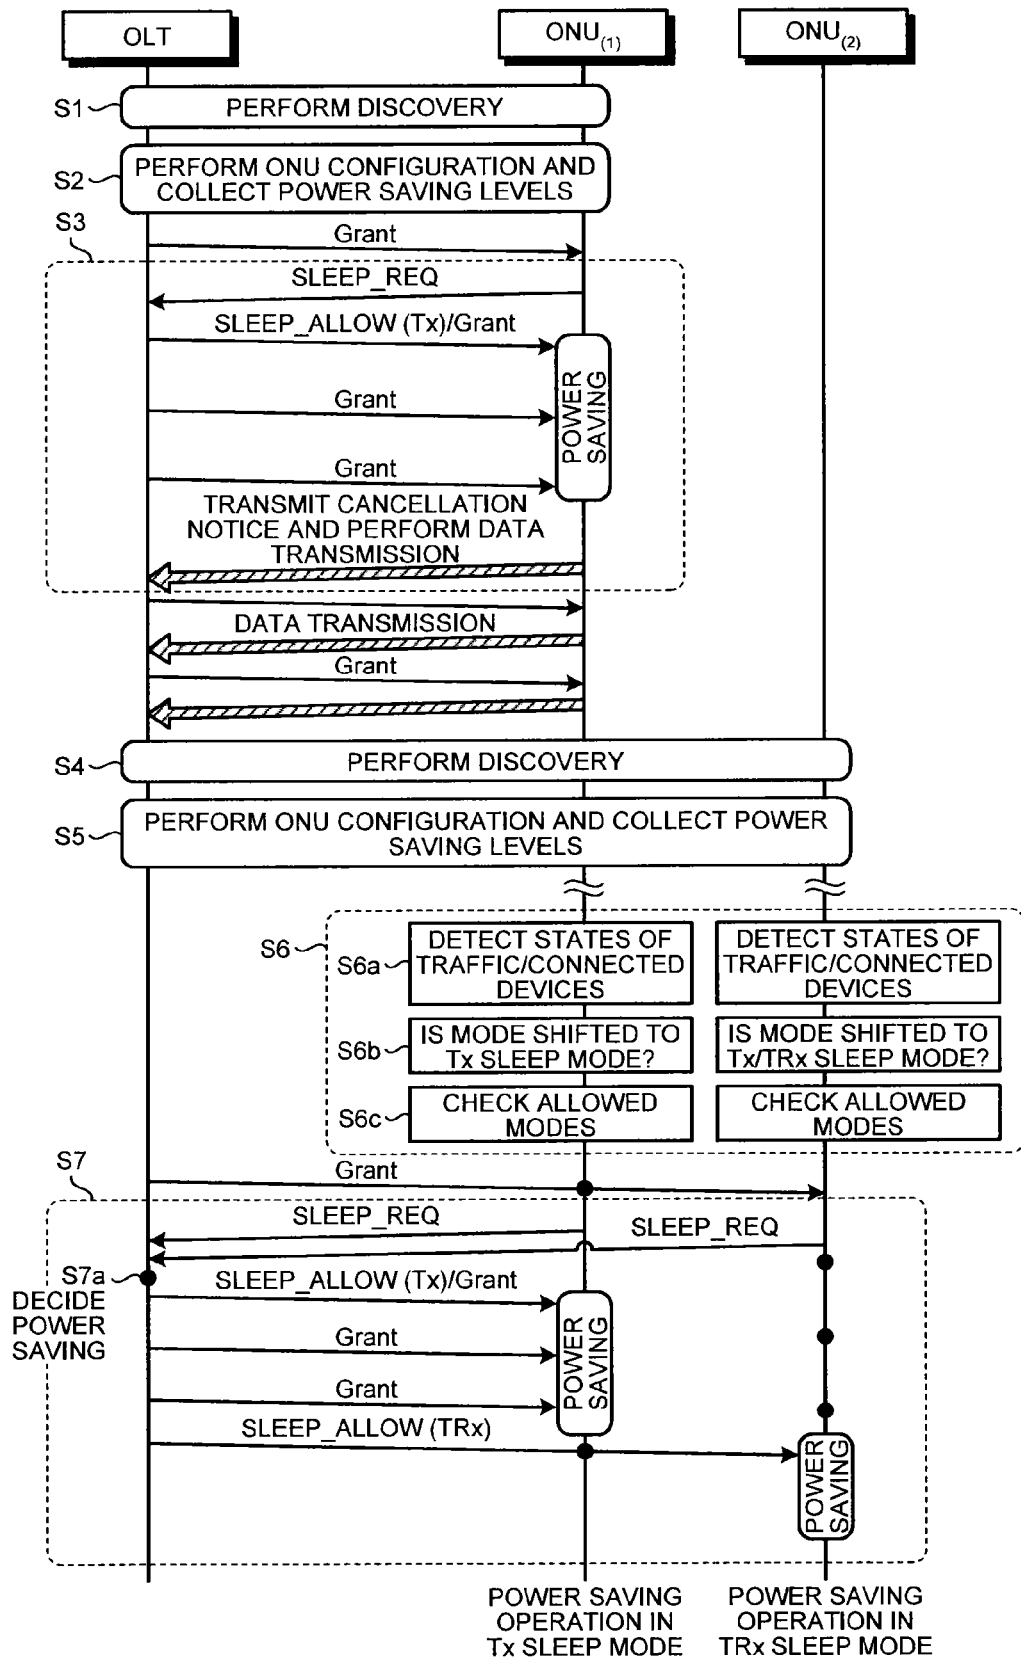 OLT
ONU(1)
ONU(2)
S1
PERFORM DISCOVERY
S2
PERFORM ONU CONFIGURATION AND
COLLECT POWER SAVING LEVELS
S3
Grant
SLEEP_REQ
SLEEP_ALLOW (Tx)/Grant
POWER
SAVING
Grant
Grant
TRANSMIT CANCELLATION
NOTICE AND PERFORM DATA
TRANSMISSION
DATA TRANSMISSION
Grant
S4
PERFORM DISCOVERY
S5
PERFORM ONU CONFIGURATION AND COLLECT POWER
SAVING LEVELS
S6
S6a
DETECT STATES OF
TRAFFIC/CONNECTED
DEVICES
DETECT STATES OF
TRAFFIC/CONNECTED
DEVICES
S6b
IS MODE SHIFTED TO
Tx SLEEP MODE?
IS MODE SHIFTED TO
Tx/TRx SLEEP MODE?
S6c
CHECK ALLOWED
MODES
CHECK ALLOWED
MODES
S7
Grant
SLEEP_REQ
SLEEP_REQ
S7a
DECIDE
POWER
SAVING
SLEEP_ALLOW (Tx)/Grant
POWER
SAVING
Grant
Grant
SLEEP_ALLOW (TRx)
POWER
SAVING
POWER SAVING
OPERATION IN
Tx SLEEP MODE
POWER SAVING
OPERATION IN
TRx SLEEP MODE